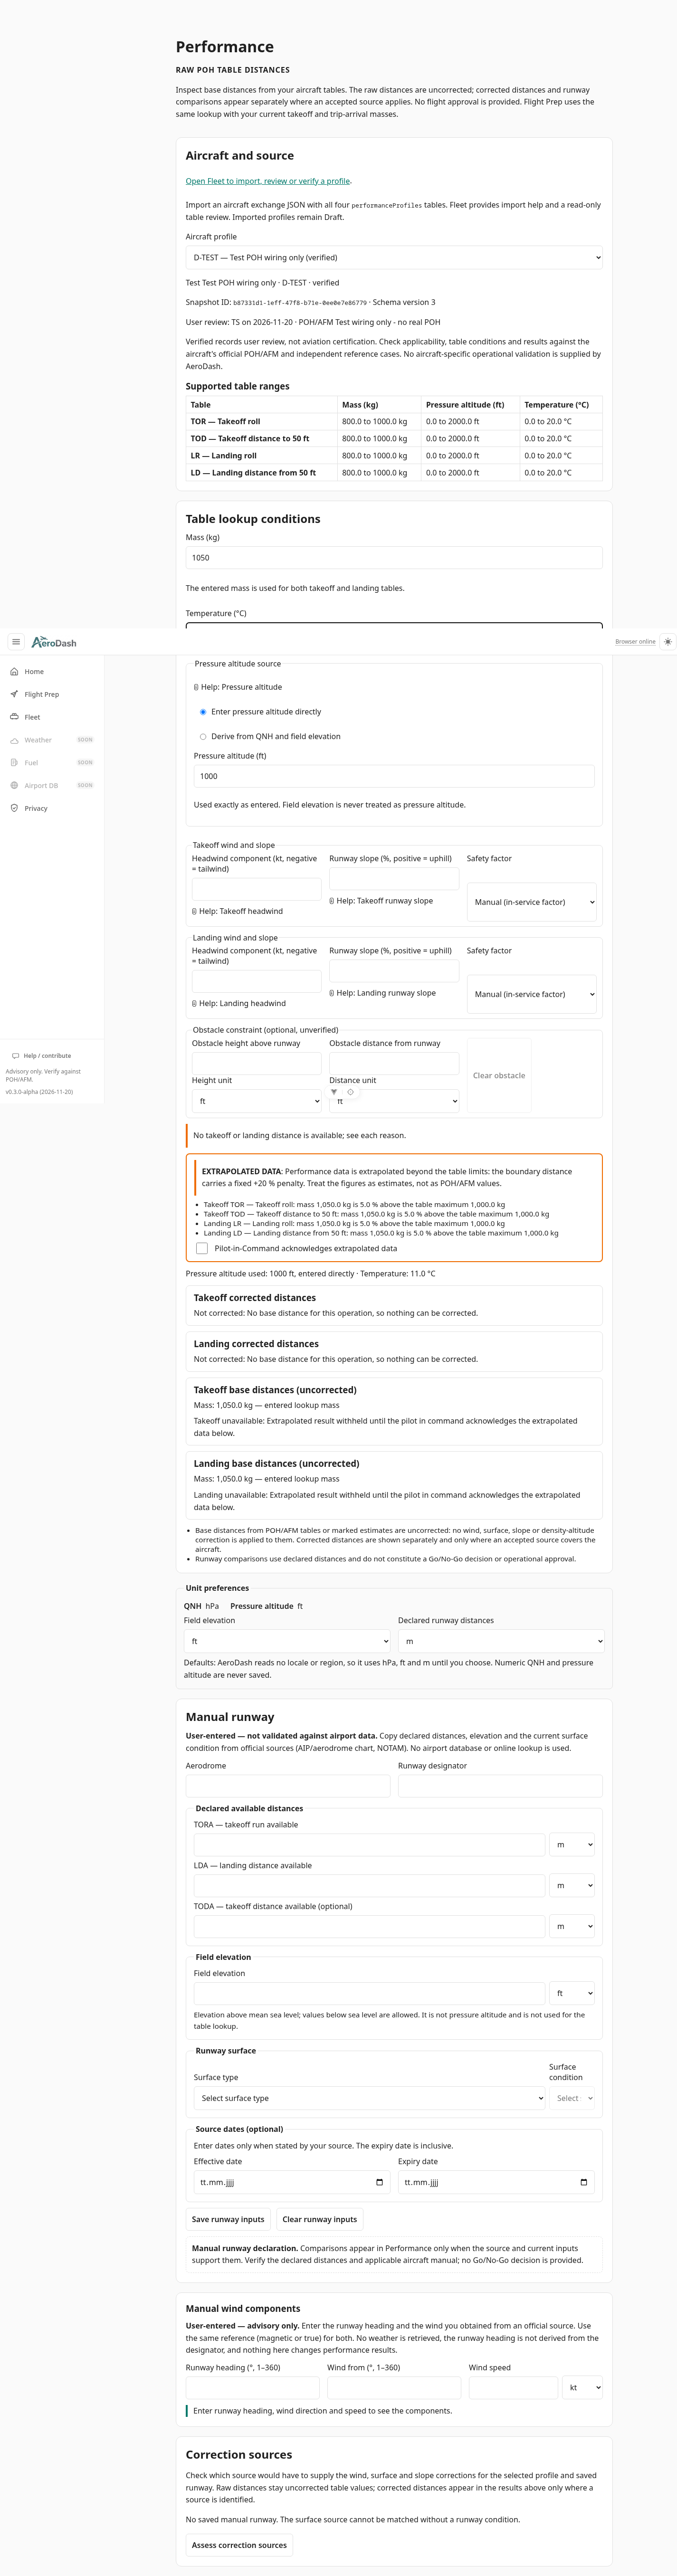 Performance
RAW POH TABLE DISTANCES
Inspect base distances from your aircraft tables. The raw distances are uncorrected; corrected distances and runway
comparisons appear separately where an accepted source applies. No flight approval is provided. Flight Prep uses the
same lookup with your current takeoff and trip-arrival masses.
Aircraft and source
Open Fleet to import, review or verify a profile.
Import an aircraft exchange JSON with all four performanceProfiles tables. Fleet provides import help and a read-only
table review. Imported profiles remain Draft.
Aircraft profile
D-TEST — Test POH wiring only (verified)
Test Test POH wiring only · D-TEST · verified
Snapshot ID: b87331d1-1eff-47f8-b71e-0ee0e7e86779 · Schema version 3
User review: TS on 2026-11-20 · POH/AFM Test wiring only - no real POH
Verified records user review, not aviation certification. Check applicability, table conditions and results against the
aircraft's official POH/AFM and independent reference cases. No aircraft-specific operational validation is supplied by
AeroDash.
Supported table ranges
Table Mass (kg) Pressure altitude (ft) Temperature (°C)
TOR — Takeoff roll 800.0 to 1000.0 kg 0.0 to 2000.0 ft 0.0 to 20.0 °C
TOD — Takeoff distance to 50 ft 800.0 to 1000.0 kg 0.0 to 2000.0 ft 0.0 to 20.0 °C
LR — Landing roll 800.0 to 1000.0 kg 0.0 to 2000.0 ft 0.0 to 20.0 °C
LD — Landing distance from 50 ft 800.0 to 1000.0 kg 0.0 to 2000.0 ft 0.0 to 20.0 °C
Table lookup conditions
Mass (kg)
1050
The entered mass is used for both takeoff and landing tables.
Temperature (°C)
AeroDash
Browser online
Home
Flight Prep
Fleet
Weather SOON
Fuel SOON
Airport DB SOON
Privacy
Help / contribute
Advisory only. Verify against
POH/AFM.
v0.3.0-alpha (2026-11-20)
Pressure altitude source
Help: Pressure altitude
Enter pressure altitude directly
Derive from QNH and field elevation
Pressure altitude (ft)
1000
Used exactly as entered. Field elevation is never treated as pressure altitude.
Takeoff wind and slope
Headwind component (kt, negative
= tailwind)
Help: Takeoff headwind
Runway slope (%, positive = uphill)
Help: Takeoff runway slope
Safety factor
Manual (in-service factor)
Landing wind and slope
Headwind component (kt, negative
= tailwind)
Help: Landing headwind
Runway slope (%, positive = uphill)
Help: Landing runway slope
Safety factor
Manual (in-service factor)
Obstacle constraint (optional, unverified)
Obstacle height above runway
Obstacle distance from runway
Height unit
ft
Distance unit
ft
Clear obstacle
No takeoff or landing distance is available; see each reason.
EXTRAPOLATED DATA: Performance data is extrapolated beyond the table limits: the boundary distance
carries a fixed +20 % penalty. Treat the figures as estimates, not as POH/AFM values.
Takeoff TOR — Takeoff roll: mass 1,050.0 kg is 5.0 % above the table maximum 1,000.0 kg
Takeoff TOD — Takeoff distance to 50 ft: mass 1,050.0 kg is 5.0 % above the table maximum 1,000.0 kg
Landing LR — Landing roll: mass 1,050.0 kg is 5.0 % above the table maximum 1,000.0 kg
Landing LD — Landing distance from 50 ft: mass 1,050.0 kg is 5.0 % above the table maximum 1,000.0 kg
Pilot-in-Command acknowledges extrapolated data
Pressure altitude used: 1000 ft, entered directly · Temperature: 11.0 °C
Takeoff corrected distances
Not corrected: No base distance for this operation, so nothing can be corrected.
Landing corrected distances
Not corrected: No base distance for this operation, so nothing can be corrected.
Takeoff base distances (uncorrected)
Mass: 1,050.0 kg — entered lookup mass
Takeoff unavailable: Extrapolated result withheld until the pilot in command acknowledges the extrapolated
data below.
Landing base distances (uncorrected)
Mass: 1,050.0 kg — entered lookup mass
Landing unavailable: Extrapolated result withheld until the pilot in command acknowledges the extrapolated
data below.
Base distances from POH/AFM tables or marked estimates are uncorrected: no wind, surface, slope or density-altitude
correction is applied to them. Corrected distances are shown separately and only where an accepted source covers the
aircraft.
Runway comparisons use declared distances and do not constitute a Go/No-Go decision or operational approval.
Unit preferences
QNH hPa Pressure altitude ft
Field elevation
ft
Declared runway distances
m
Defaults: AeroDash reads no locale or region, so it uses hPa, ft and m until you choose. Numeric QNH and pressure
altitude are never saved.
Manual runway
User-entered — not validated against airport data. Copy declared distances, elevation and the current surface
condition from official sources (AIP/aerodrome chart, NOTAM). No airport database or online lookup is used.
Aerodrome
Runway designator
Declared available distances
TORA — takeoff run available
m
LDA — landing distance available
m
TODA — takeoff distance available (optional)
m
Field elevation
Field elevation
ft
Elevation above mean sea level; values below sea level are allowed. It is not pressure altitude and is not used for the
table lookup.
Runway surface
Surface type
Select surface type
Surface
condition
Select
Source dates (optional)
Enter dates only when stated by your source. The expiry date is inclusive.
Effective date
tt.mm.jjjj
Expiry date
tt.mm.jjjj
Save runway inputs
Clear runway inputs
Manual runway declaration. Comparisons appear in Performance only when the source and current inputs
support them. Verify the declared distances and applicable aircraft manual; no Go/No-Go decision is provided.
Manual wind components
User-entered — advisory only. Enter the runway heading and the wind you obtained from an official source. Use
the same reference (magnetic or true) for both. No weather is retrieved, the runway heading is not derived from the
designator, and nothing here changes performance results.
Runway heading (°, 1–360)
Wind from (°, 1–360)
Wind speed
kt
Enter runway heading, wind direction and speed to see the components.
Correction sources
Check which source would have to supply the wind, surface and slope corrections for the selected profile and saved
runway. Raw distances stay uncorrected table values; corrected distances appear in the results above only where a
source is identified.
No saved manual runway. The surface source cannot be matched without a runway condition.
Assess correction sources